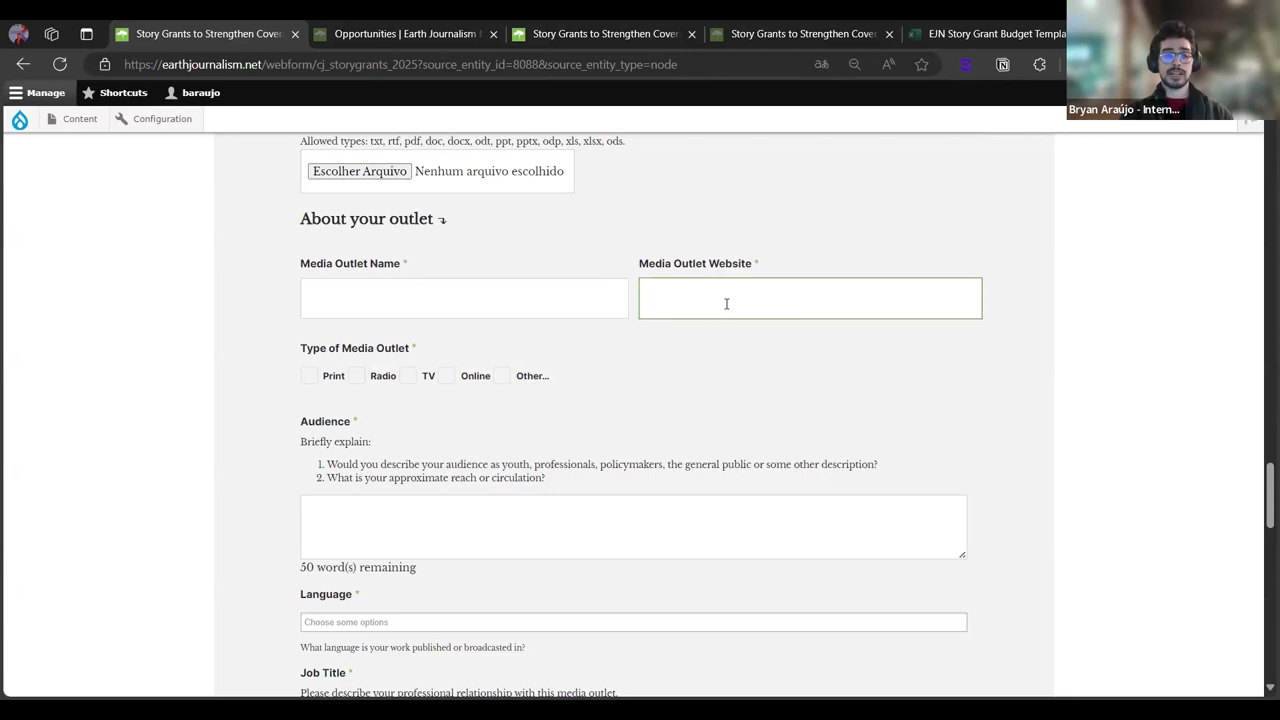 Story Grants to Strengthen Cover
Opportunities | Earth Journalism N
Story Grants to Strengthen Cover
Story Grants to Strengthen Cover
EJN Story Grant Budget Templa
https://earthjournalism.net/webform/cj_storygrants_2025?source_entity_id=8088&source_entity_type=node
Manage
Shortcuts
baraujo
Bryan Araújo - Intern...
Content
Configuration
Allowed types: txt, rtf, pdf, doc, docx, odt, ppt, pptx, odp, xls, xlsx, ods.
Escolher Arquivo Nenhum arquivo escolhido
About your outlet
Media Outlet Name *
Media Outlet Website *
Type of Media Outlet *
Print Radio TV Online Other...
Audience *
Briefly explain:
1. Would you describe your audience as youth, professionals, policymakers, the general public or some other description?
2. What is your approximate reach or circulation?
50 word(s) remaining
Language *
Choose some options
What language is your work published or broadcasted in?
Job Title *
Please describe your professional relationship with this media outlet.